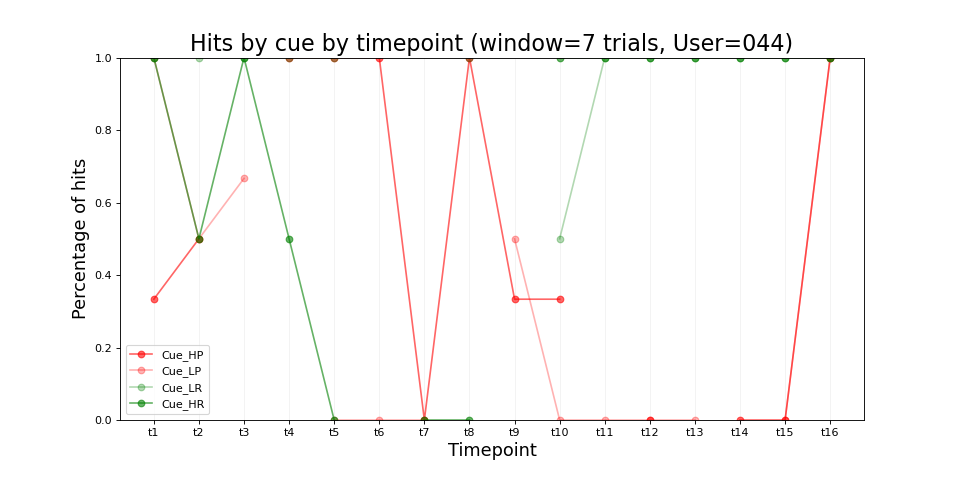 Hits by cue by timepoint (window=7 trials, User=044)
Percentage of hits
1.0
0.8
0.6
0.4
0.2
0.0
Cue_HP
Cue_LP
Cue_LR
Cue_HR
t1 t2 t3 t4 t5 t6 t7 t8 t9 t10 t11 t12 t13 t14 t15 t16
Timepoint